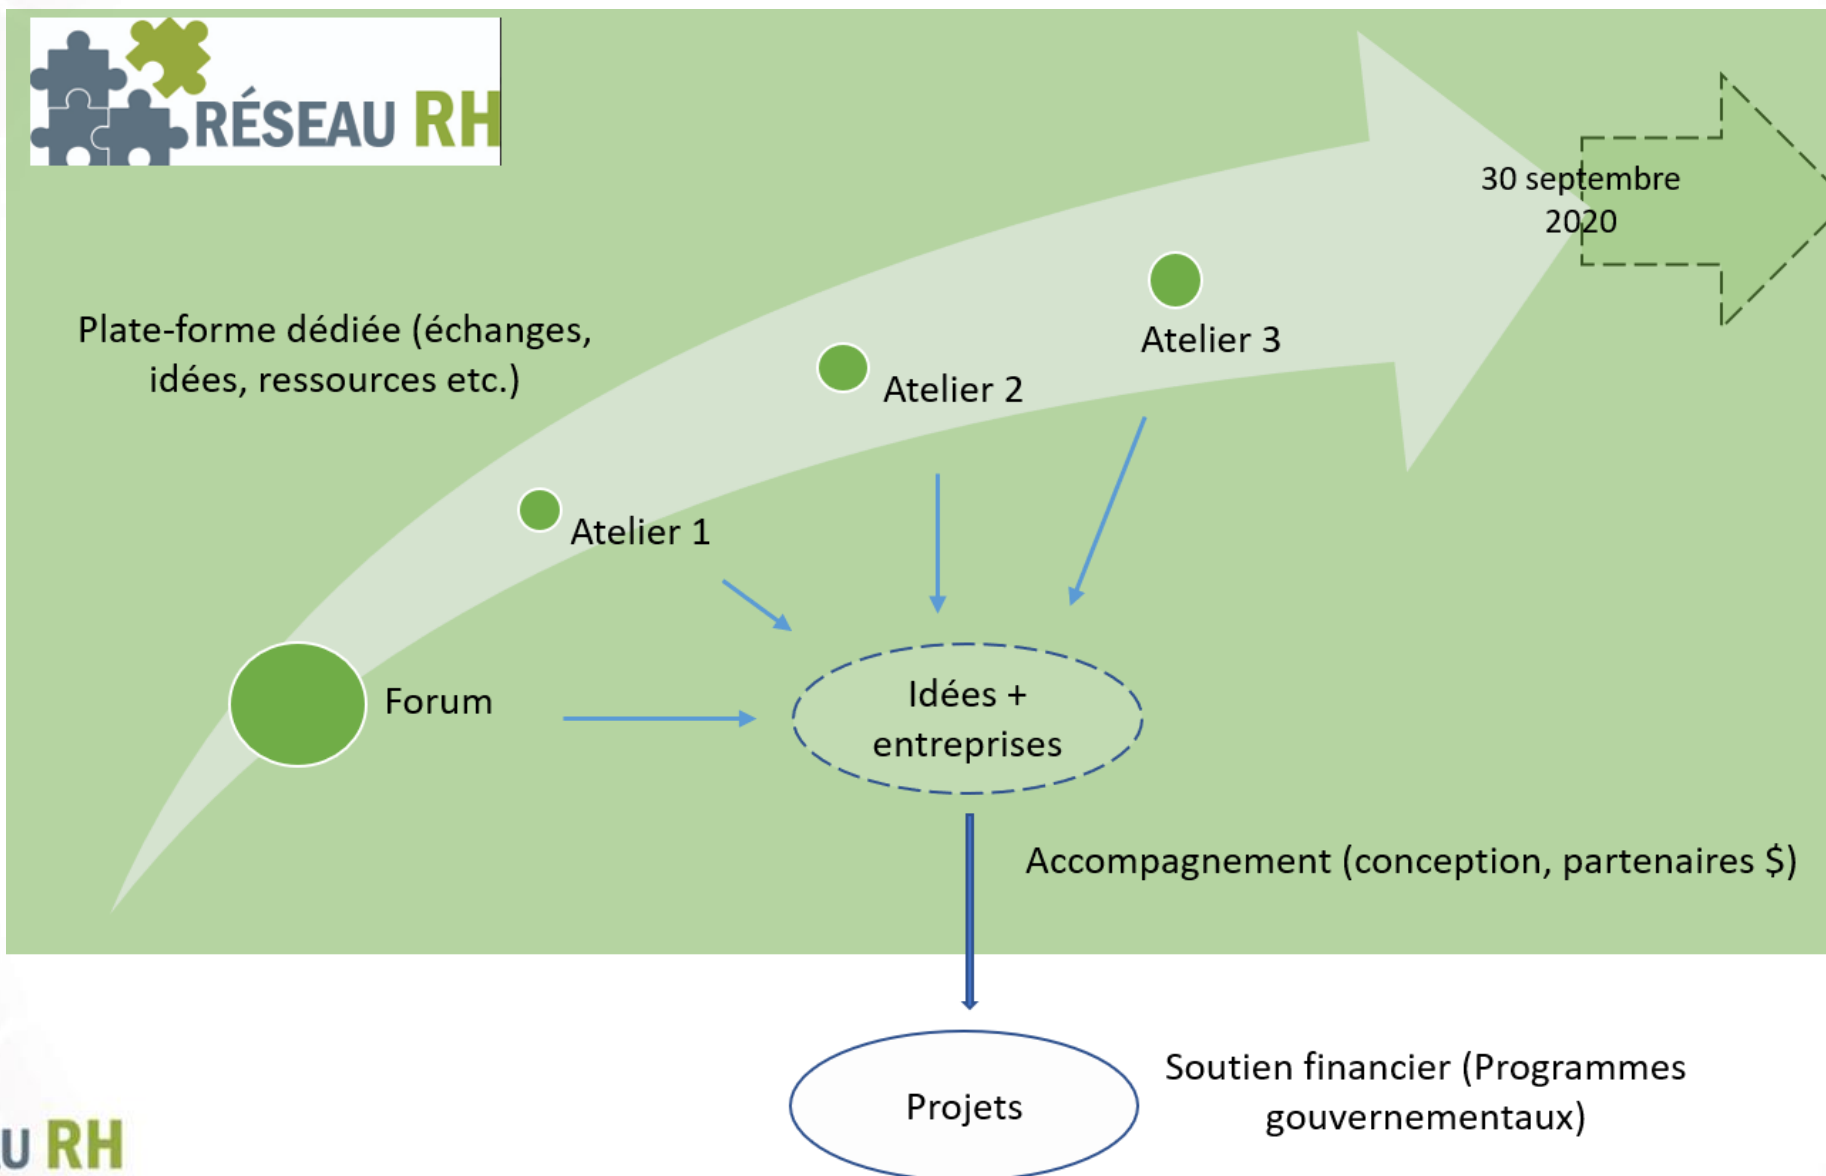 RÉSEAU RH
30 septembre
2020
Plate-forme dédiée (échanges,
idées, ressources etc.)
Atelier 3
Atelier 2
Atelier 1
Forum
Idées +
entreprises
Accompagnement (conception, partenaires $)
Projets
Soutien financier (Programmes
gouvernementaux)
U RH